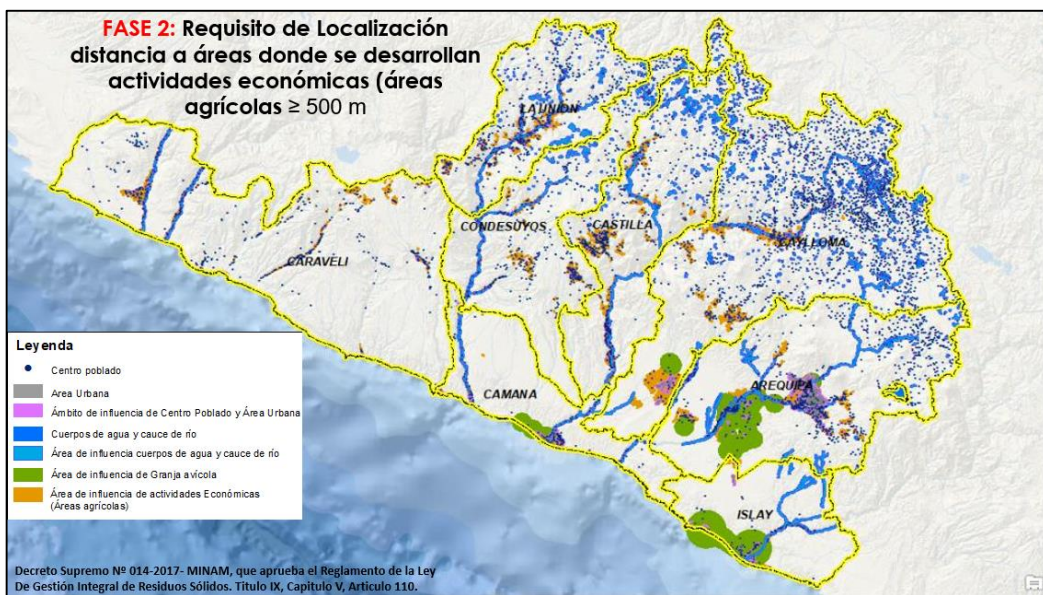 FASE 2: Requisito de Localización
distancia a áreas donde se desarrollan
actividades económicas (áreas
agrícolas ≥ 500 m
LA UNION
CONDESUYOS
CASTILLA
CAYLLOMA
CARAVELI
CAMANA
AREQUIPA
ISLAY
Leyenda
Centro poblado
Area Urbana
Ámbito de influencia de Centro Poblado y Área Urbana
Cuerpos de agua y cauce de río
Área de influencia cuerpos de agua y cauce de río
Área de influencia de Granja avícola
Área de influencia de actividades Económicas
(Áreas agrícolas)
Decreto Supremo Nº 014-2017- MINAM, que aprueba el Reglamento de la Ley
De Gestión Integral de Residuos Sólidos. Titulo IX, Capitulo V, Articulo 110.